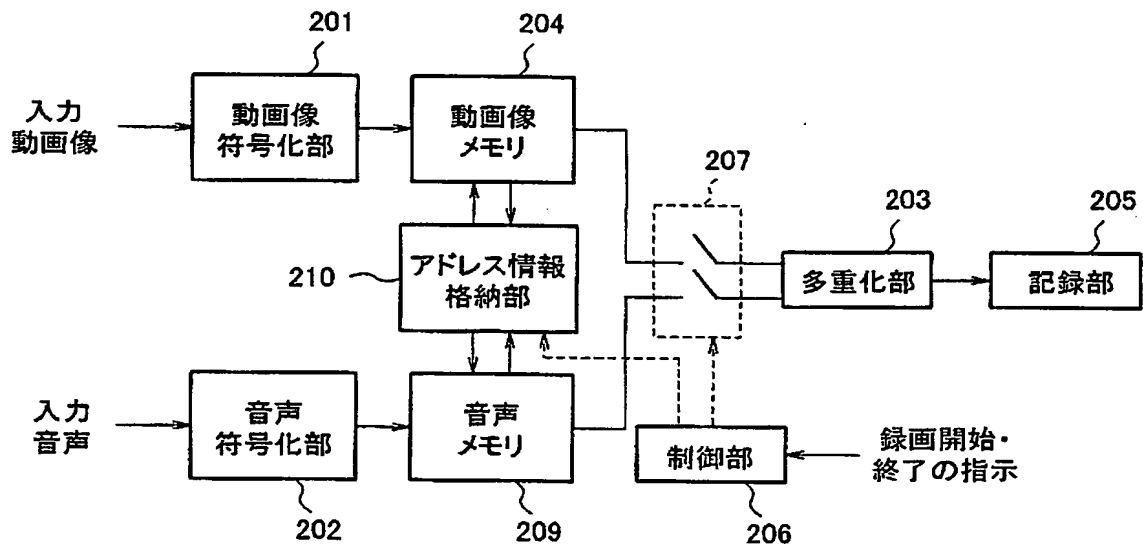 201
204
入力
動画像
動画像
符号化部
動画像
メモリ
207
203
205
210
アドレス情報
格納部
多重化部
記録部
入力
音声
音声
符号化部
音声
メモリ
制御部
録画開始・
終了の指示
202
209
206